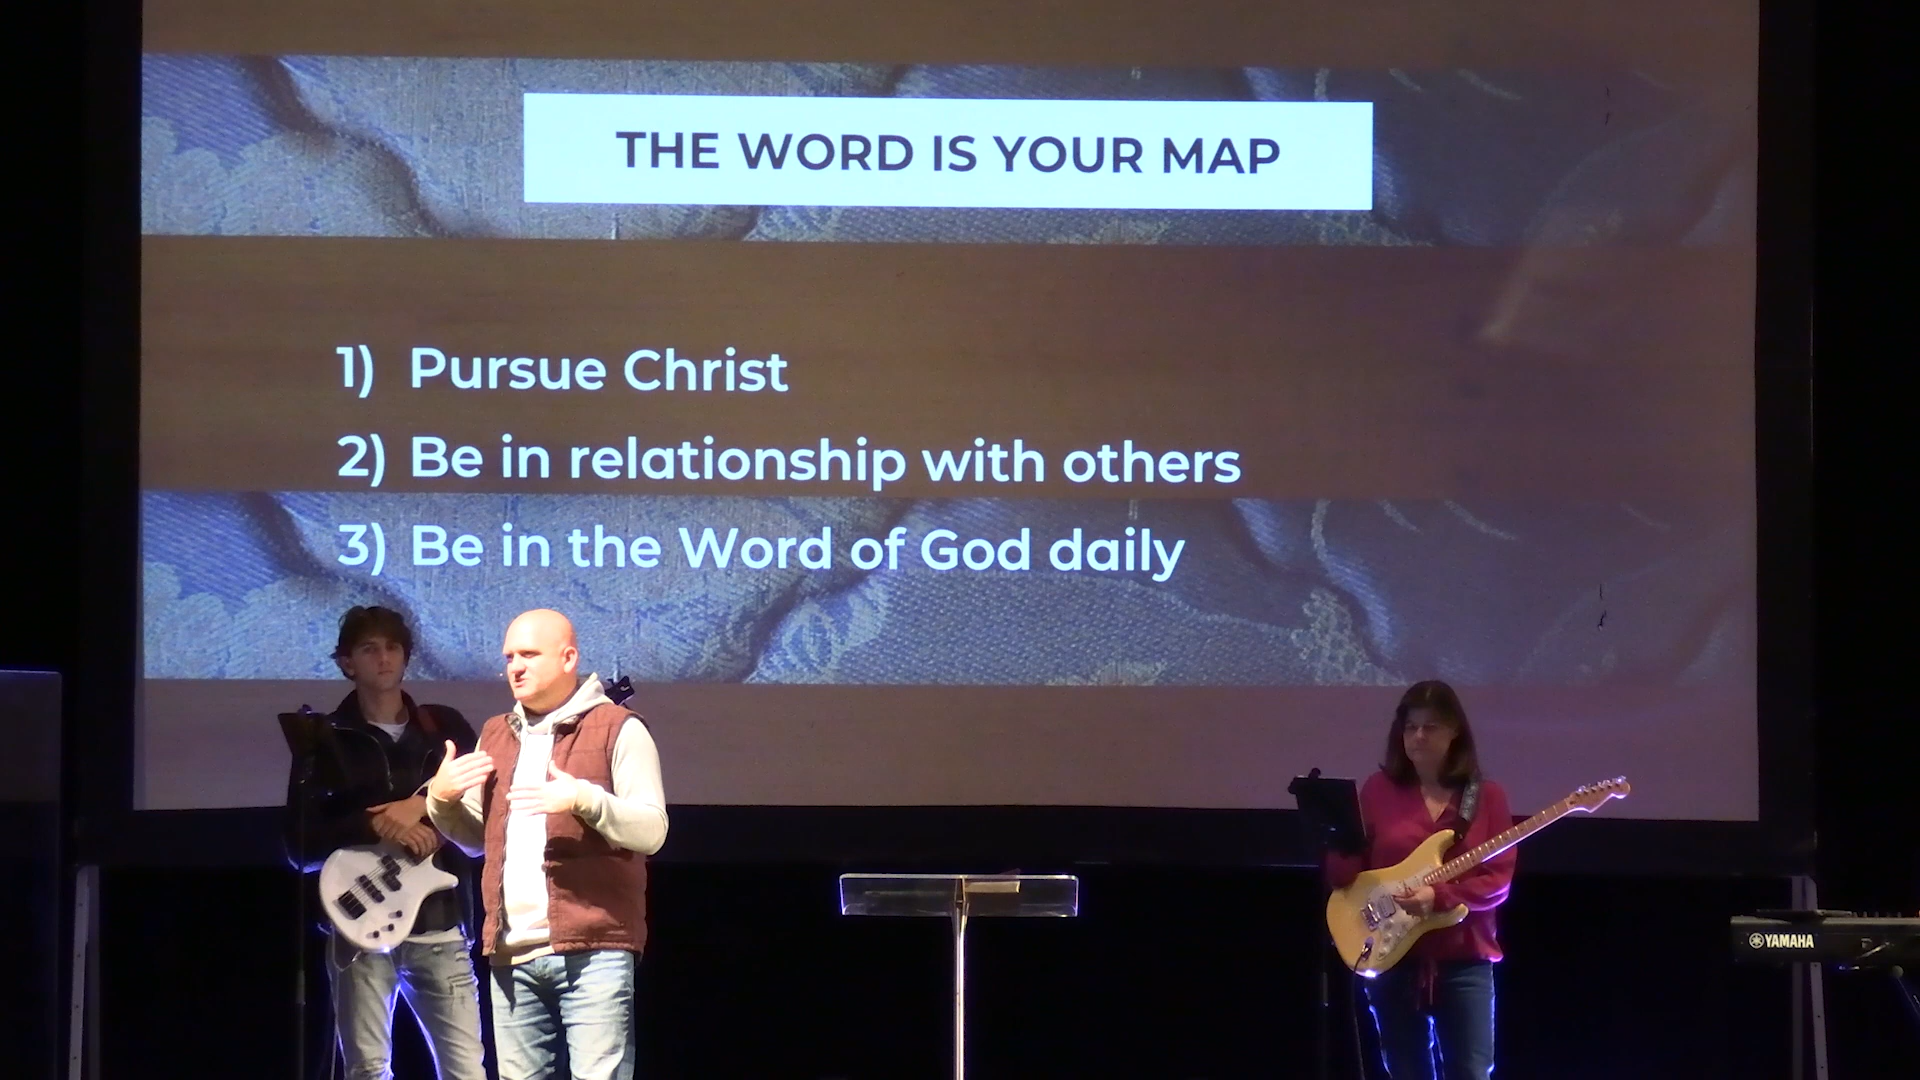 THE WORD IS YOUR MAP
1) Pursue Christ
2) Be in relationship with others
3) Be in the Word of God daily
YAMAHA